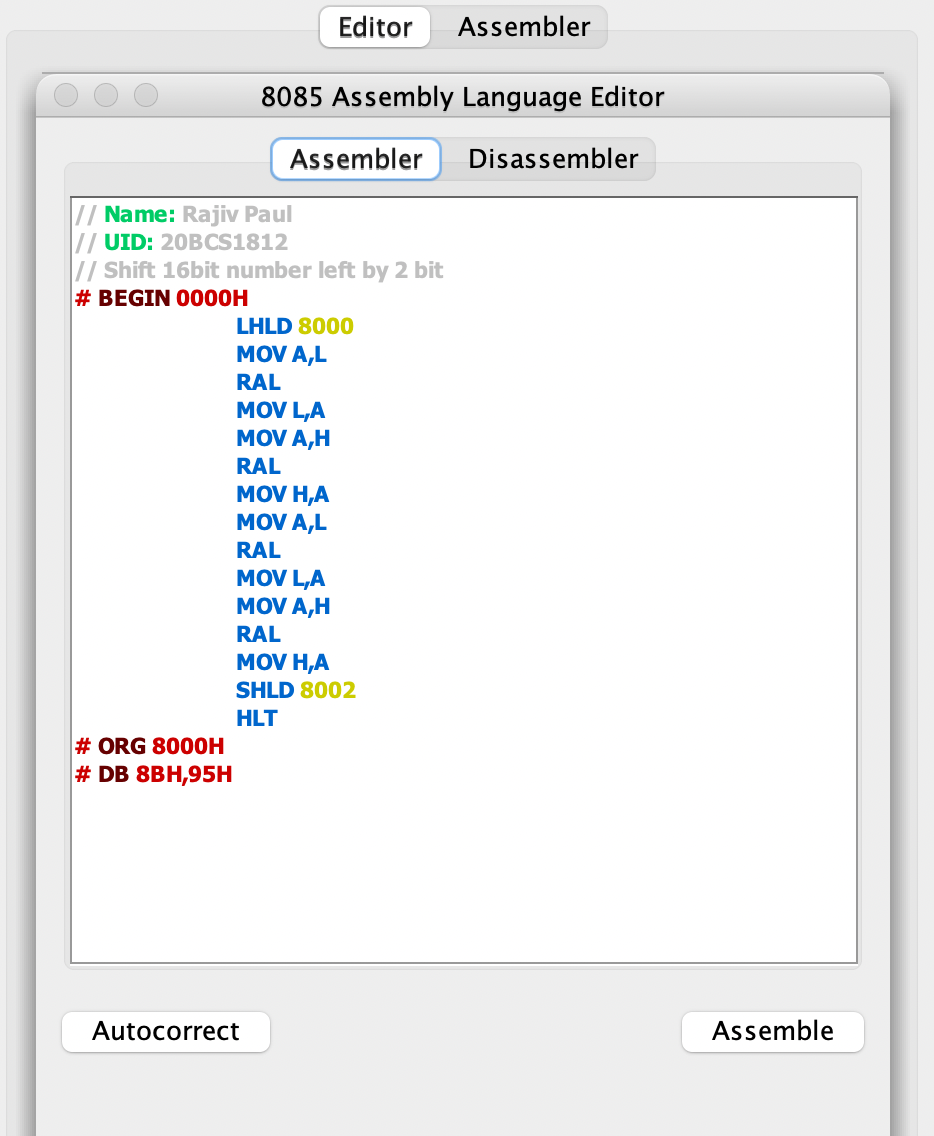 Editor Assembler
8085 Assembly Language Editor
Assembler Disassembler
// Name: Rajiv Paul
// UID: 20BCS1812
// Shift 16bit number left by 2 bit
# BEGIN 0000H
LHLD 8000
MOV A,L
RAL
MOV L,A
MOV A,H
RAL
MOV H,A
MOV A,L
RAL
MOV L,A
MOV A,H
RAL
MOV H,A
SHLD 8002
HLT
# ORG 8000H
# DB 8BH,95H
Autocorrect Assemble